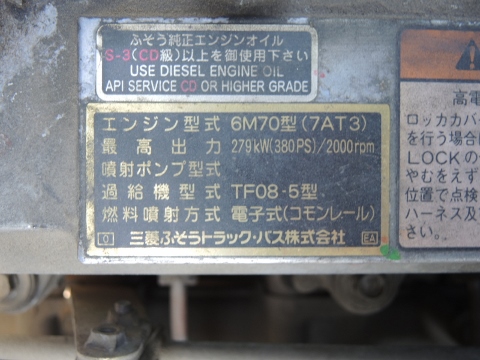 ふそう純正エンジンオイル
S-3(CD級)以上を御使用下さい
USE DIESEL ENGINE OIL
API SERVICE CD OR HIGHER GRADE
エンジン型式 6M70型(7AT3)
最高出力 279kW(380PS)/2000rpm
噴射ポンプ型式
過給機型式 TF08-5型
燃料噴射方式 電子式(コモンレール)
0 三菱ふそうトラック・バス株式会社 EA
高電
ロッカカバー
を行う場合
LOCKの
やむをえず
位置で点検
ハーネス及